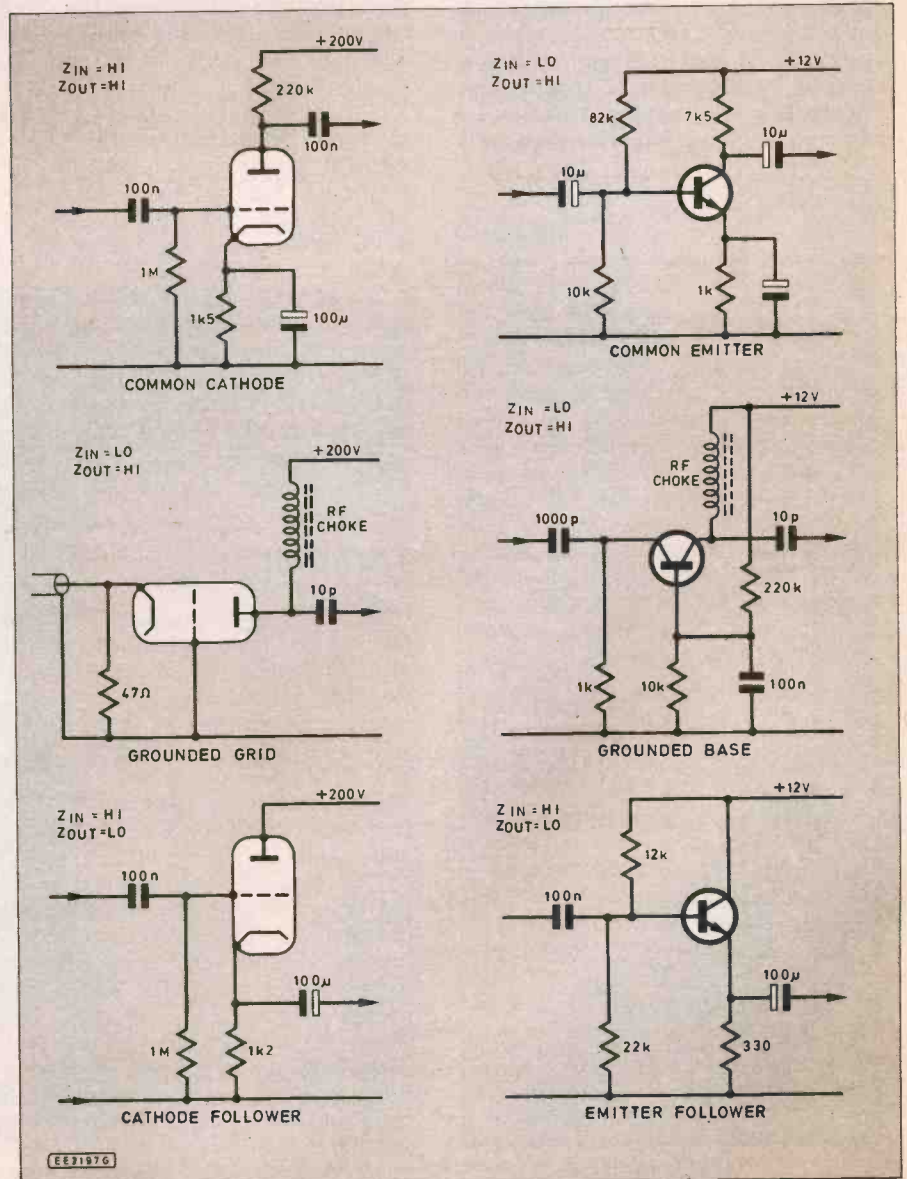 ZIN = HI
ZOUT=HI
+200V
220k
100n
100n
1M
1k5
100µ
COMMON CATHODE
ZIN = LO
ZOUT=HI
+12V
82k
7k5
10µ
10µ
10k
1k
COMMON EMITTER
ZIN = LO
ZOUT=HI
+200V
RF
CHOKE
10p
47Ω
GROUNDED GRID
ZIN = LO
ZOUT=HI
+12V
RF
CHOKE
1000p
10p
220k
1k
10k
100n
GROUNDED BASE
ZIN = HI
ZOUT=LO
+200V
100n
100µ
1M
1k2
CATHODE FOLLOWER
ZIN = HI
ZOUT=LO
+12V
12k
100n
100µ
22k
330
EMITTER FOLLOWER
EE2197G